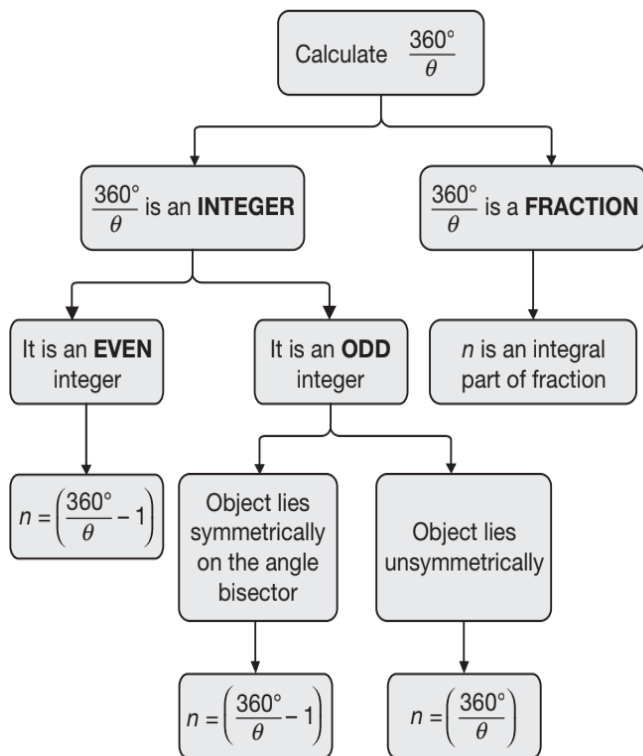 Calculate 360°/θ
360°/θ is an INTEGER
360°/θ is a FRACTION
It is an EVEN
integer
It is an ODD
integer
n is an integral
part of fraction
n = (360°/θ − 1)
Object lies
symmetrically
on the angle
bisector
Object lies
unsymmetrically
n = (360°/θ − 1)
n = (360°/θ)